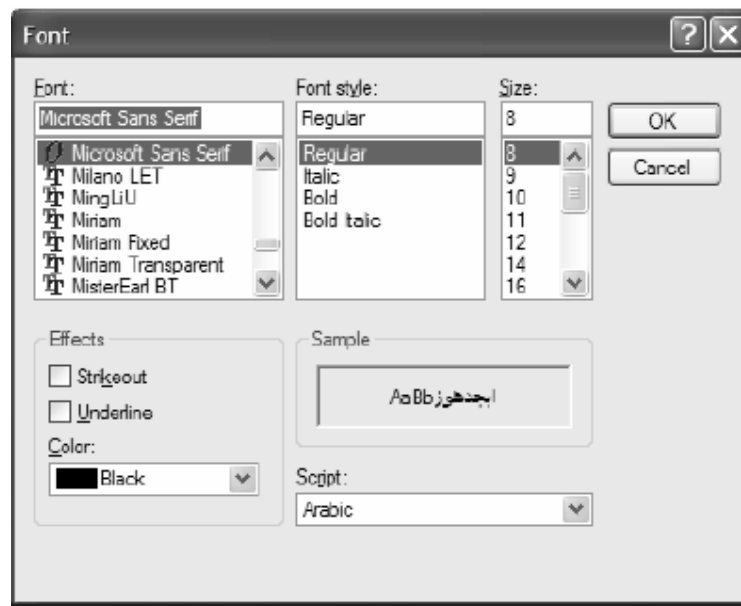 Font
Font:
Font style:
Size:
Microsoft Sans Serif
Regular
8
OK
Cancel
Microsoft Sans Serif
Milano LET
MingLiU
Miriam
Miriam Fixed
Miriam Transparent
MisterEarl BT
Regular
Italic
Bold
Bold Italic
8
9
10
11
12
14
16
Effects
Strikeout
Underline
Color:
Black
Sample
AaBbابجدهوز
Script:
Arabic